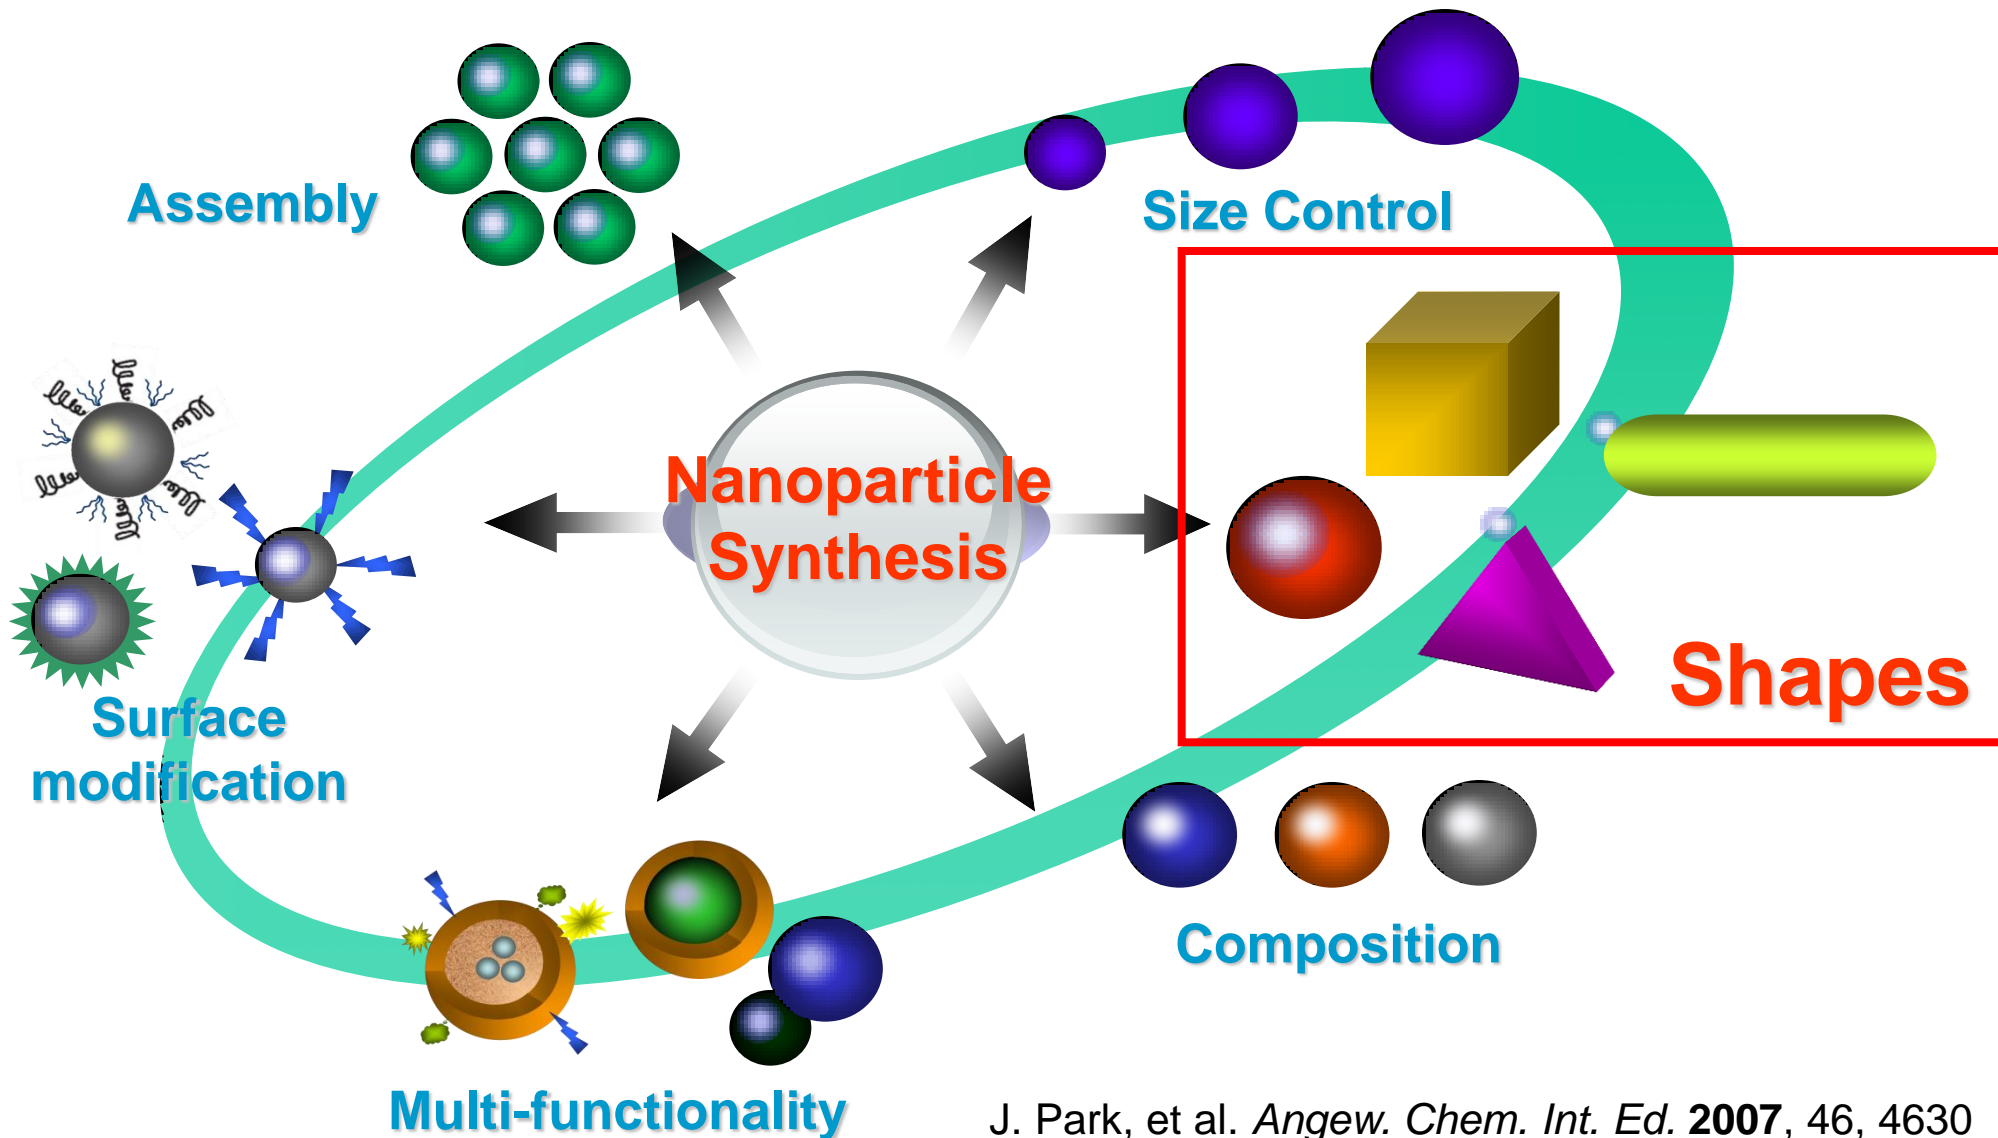 Assembly
Size Control
Nanoparticle
Synthesis
Shapes
Surface
modification
Composition
Multi-functionality
J. Park, et al. Angew. Chem. Int. Ed. 2007, 46, 4630